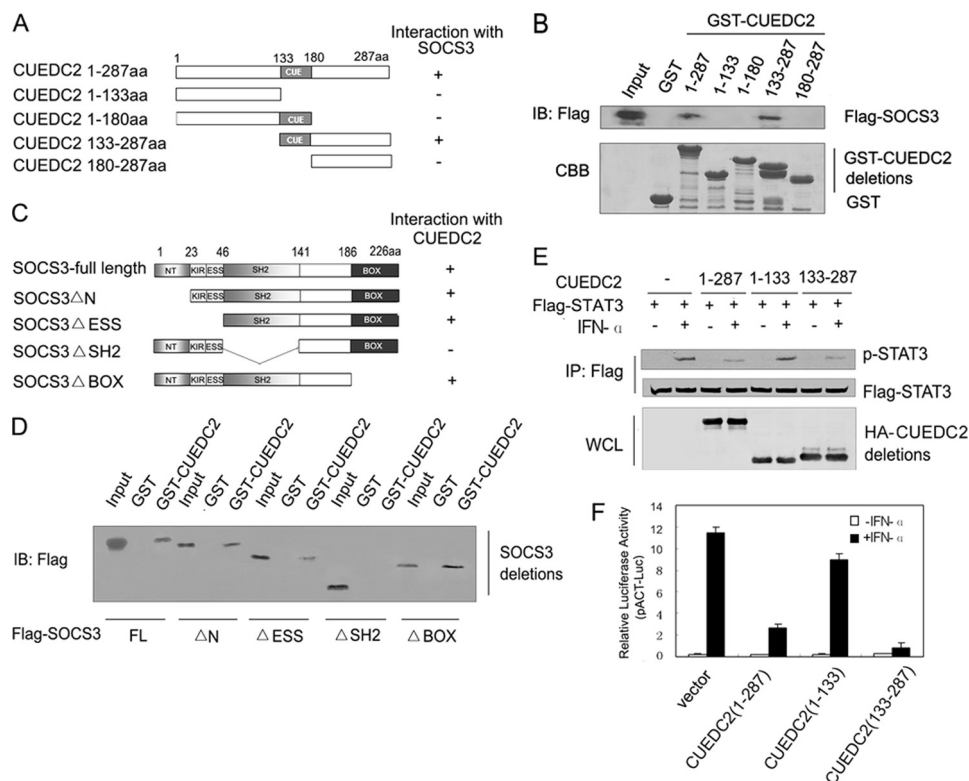 A
Interaction with
SOCS3
1 133 180 287aa
CUEDC2 1-287aa CUE +
CUEDC2 1-133aa -
CUEDC2 1-180aa CUE -
CUEDC2 133-287aa CUE +
CUEDC2 180-287aa -
B
GST-CUEDC2
Input GST 1-287 1-133 1-180 133-287 180-287
IB: Flag Flag-SOCS3
CBB GST-CUEDC2
deletions
GST
C
Interaction with
CUEDC2
1 23 46 141 186 226aa
SOCS3-full length NT KIR ESS SH2 BOX +
SOCS3△N KIR ESS SH2 BOX +
SOCS3△ESS SH2 BOX +
SOCS3△SH2 NT KIR ESS BOX -
SOCS3△BOX NT KIR ESS SH2 +
D
Input GST GST-CUEDC2 Input GST GST-CUEDC2 Input GST GST-CUEDC2 Input GST GST-CUEDC2 Input GST GST-CUEDC2
IB: Flag SOCS3
deletions
Flag-SOCS3 FL △N △ESS △SH2 △BOX
E
CUEDC2 - 1-287 1-133 133-287
Flag-STAT3 + + + + + + + +
IFN-α - + - + - + - +
IP: Flag p-STAT3
Flag-STAT3
WCL HA-CUEDC2
deletions
F
Relative Luciferase Activity
(pACT-Luc)
14
12
10
8
6
4
2
0
-IFN-α
+IFN-α
vector CUEDC2(1-287) CUEDC2(1-133) CUEDC2(133-287)